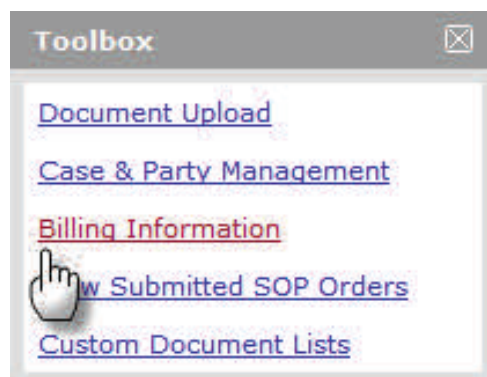 Toolbox
Document Upload
Case & Party Management
Billing Information
w Submitted SOP Orders
Custom Document Lists